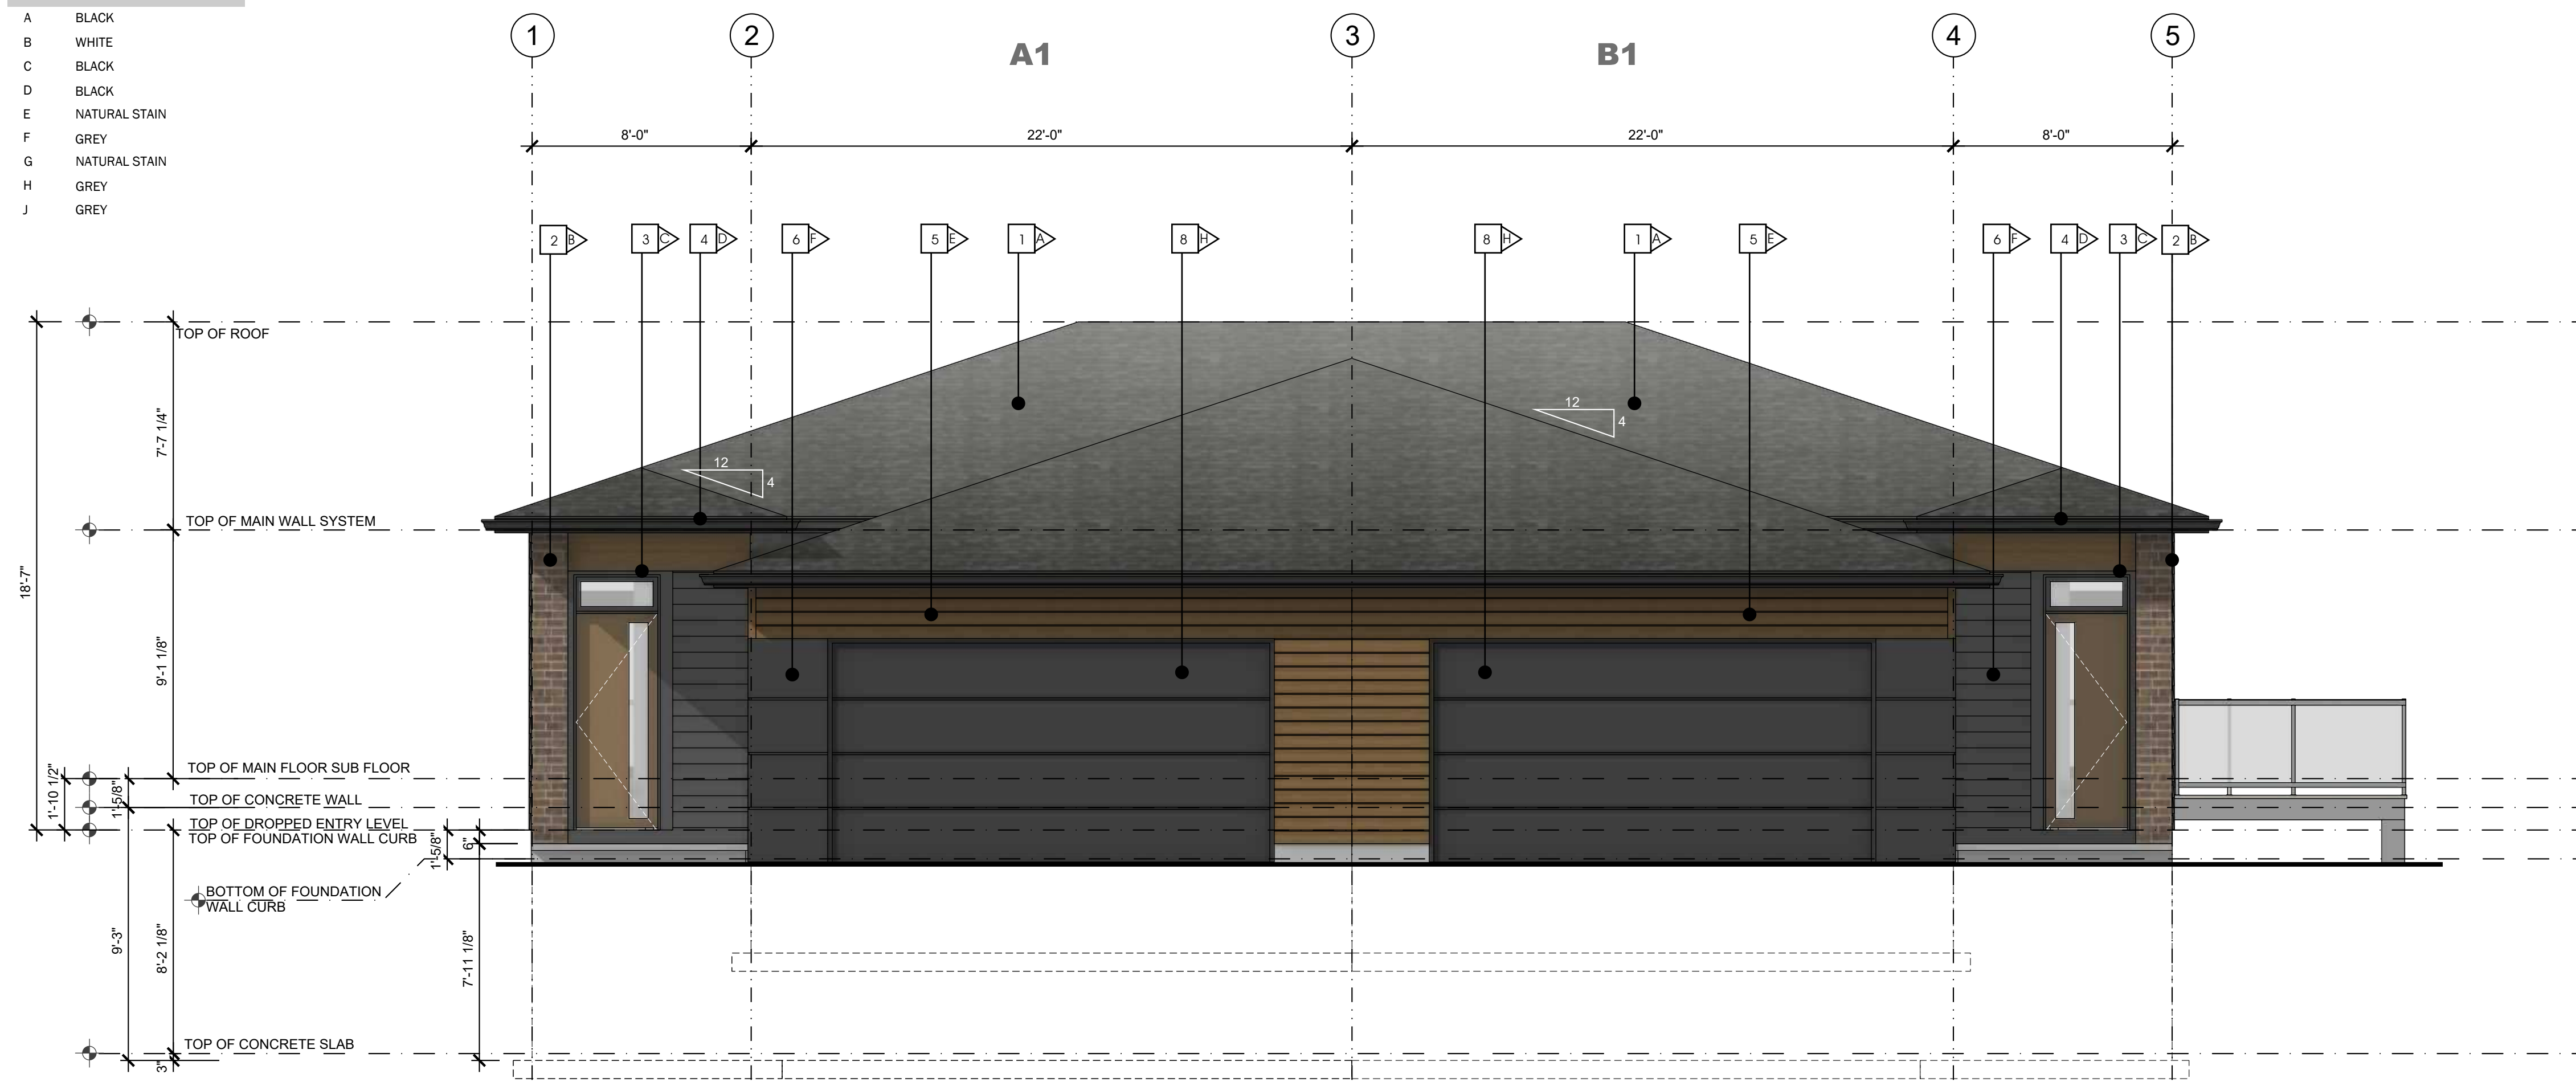 A BLACK
B WHITE
C BLACK
D BLACK
E NATURAL STAIN
F GREY
G NATURAL STAIN
H GREY
J GREY
1 2 3 4 5
A1 B1
8'-0" 22'-0" 22'-0" 8'-0"
2 B 3 C 4 D 6 F 5 E 1 A 8 H 8 H 1 A 5 E 6 F 4 D 3 C 2 B
TOP OF ROOF
7'-7 1/4"
12
4
12
4
TOP OF MAIN WALL SYSTEM
18'-7"
9'-1 1/8"
TOP OF MAIN FLOOR SUB FLOOR
1'-10 1/2"
1'-5/8"
TOP OF CONCRETE WALL
TOP OF DROPPED ENTRY LEVEL
TOP OF FOUNDATION WALL CURB
1'-5/8"
6"
BOTTOM OF FOUNDATION
WALL CURB
9'-3"
8'-2 1/8"
7'-11 1/8"
TOP OF CONCRETE SLAB
3"